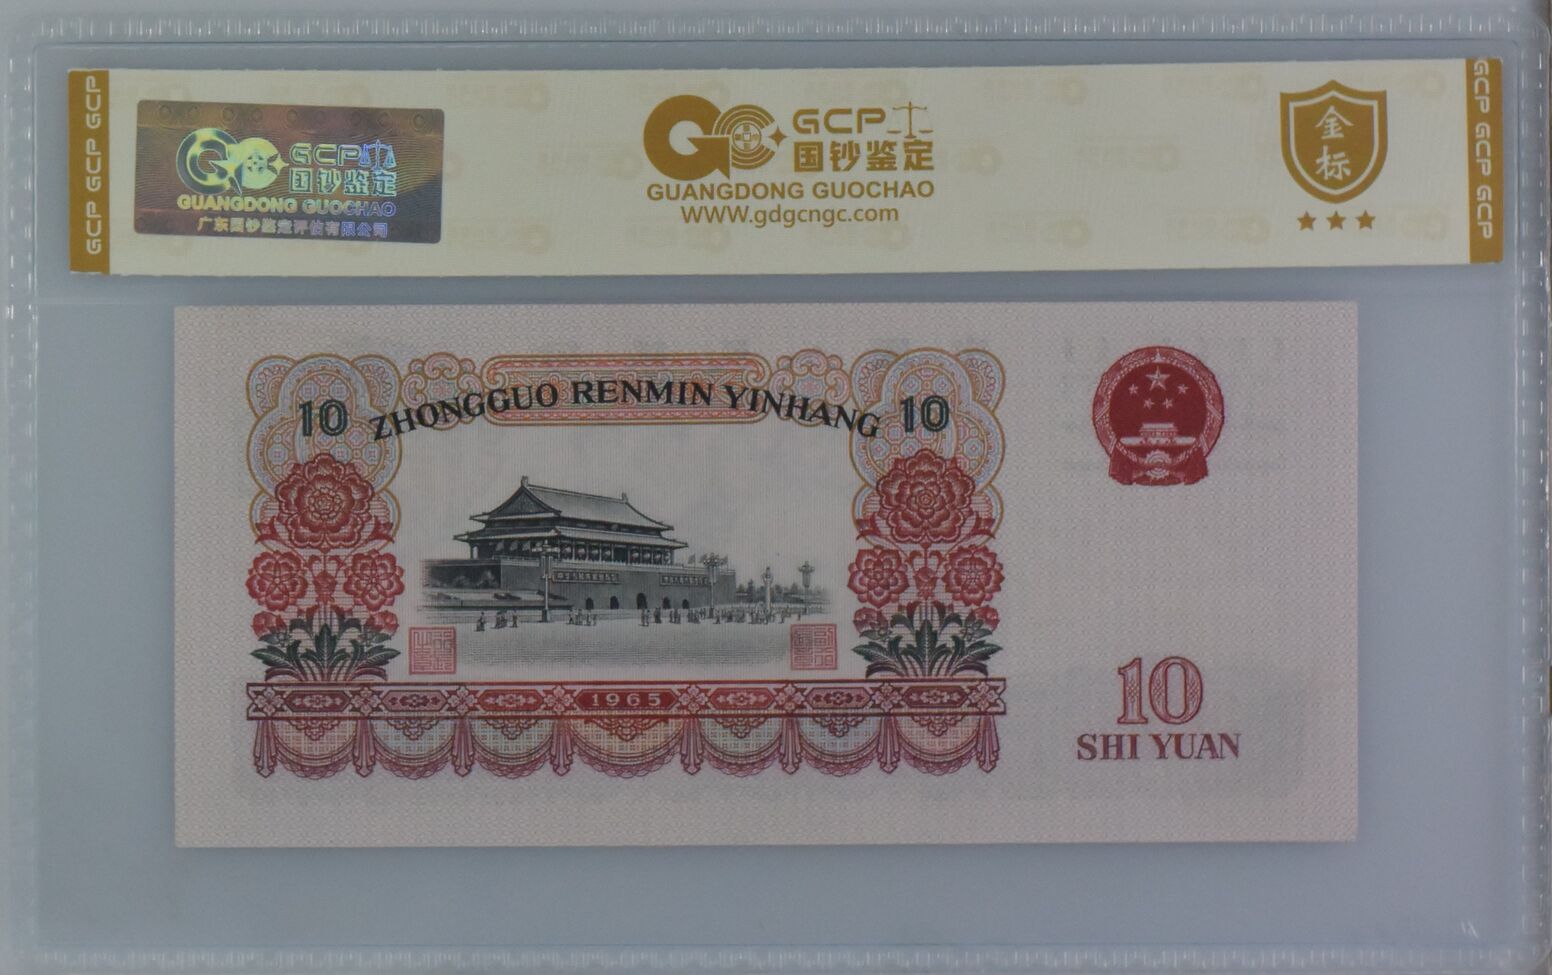 GCP GCP GCP
GCP
国钞鉴定
GUANGDONG GUOCHAO
广东国钞鉴定评估有限公司
GCP
国钞鉴定
GUANGDONG GUOCHAO
WWW.gdgcngc.com
金标
GCP GCP GCP
10 ZHONGGUO RENMIN YINHANG 10
1965
10
SHI YUAN